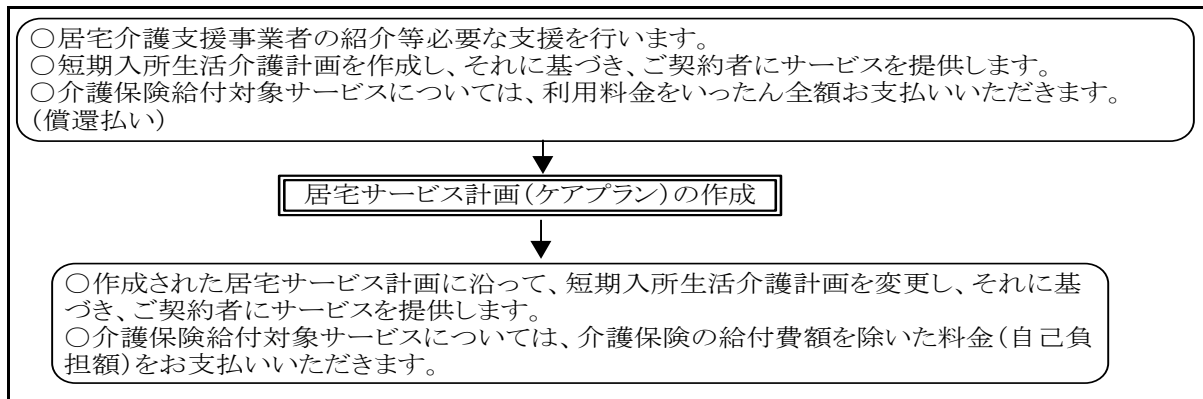 ○居宅介護支援事業者の紹介等必要な支援を行います。
○短期入所生活介護計画を作成し、それに基づき、ご契約者にサービスを提供します。
○介護保険給付対象サービスについては、利用料金をいったん全額お支払いいただきます。
(償還払い)
居宅サービス計画(ケアプラン)の作成
○作成された居宅サービス計画に沿って、短期入所生活介護計画を変更し、それに基
づき、ご契約者にサービスを提供します。
○介護保険給付対象サービスについては、介護保険の給付費額を除いた料金(自己負
担額)をお支払いいただきます。